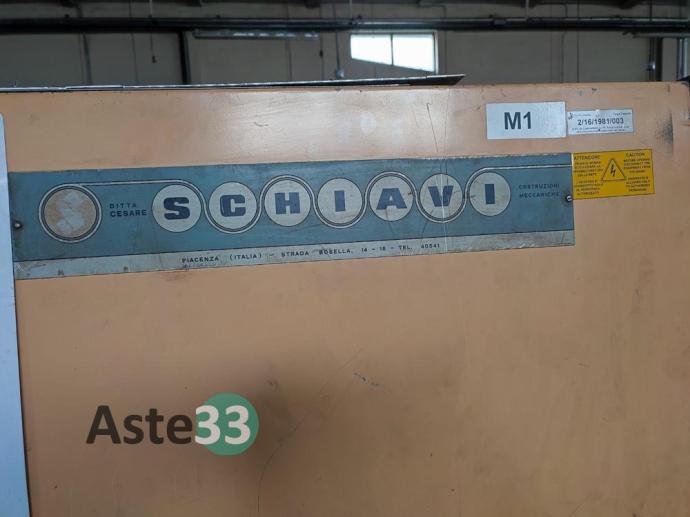 M1
2/16/1981/003
DITTA
CESARE
SCHIAVI
COSTRUZIONI
MECCANICHE
PIACENZA (ITALIA) - STRADA BOBELLA, 14 - 16 - TEL. 40541
ATTENZIONE
CAUTION
Aste33